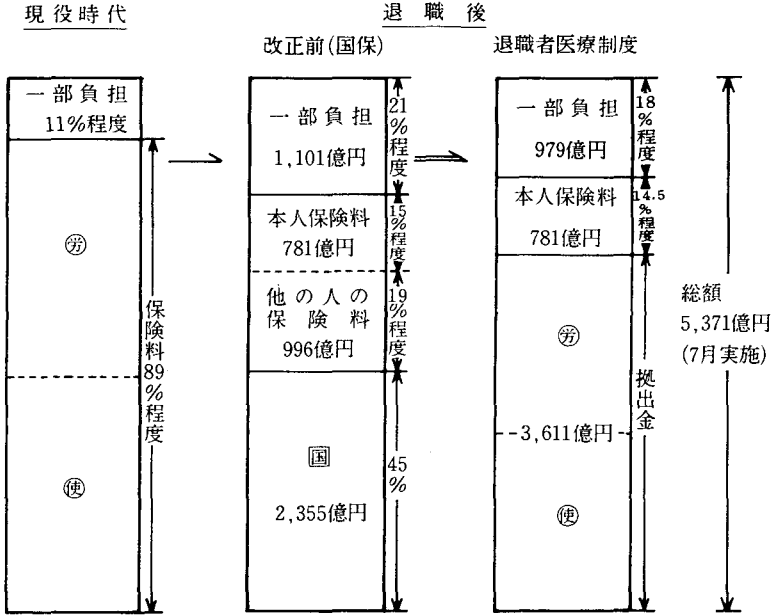 現役時代
退職後
改正前(国保)
退職者医療制度
一部負担
11%程度
労
使
保険料89%程度
一部負担
1,101億円
21%程度
本人保険料
781億円
15%程度
他の人の
保険料
996億円
19%程度
国
2,355億円
45%
一部負担
979億円
18%程度
本人保険料
781億円
14.5%程度
労
3,611億円
使
拠出金
総額
5,371億円
(7月実施)